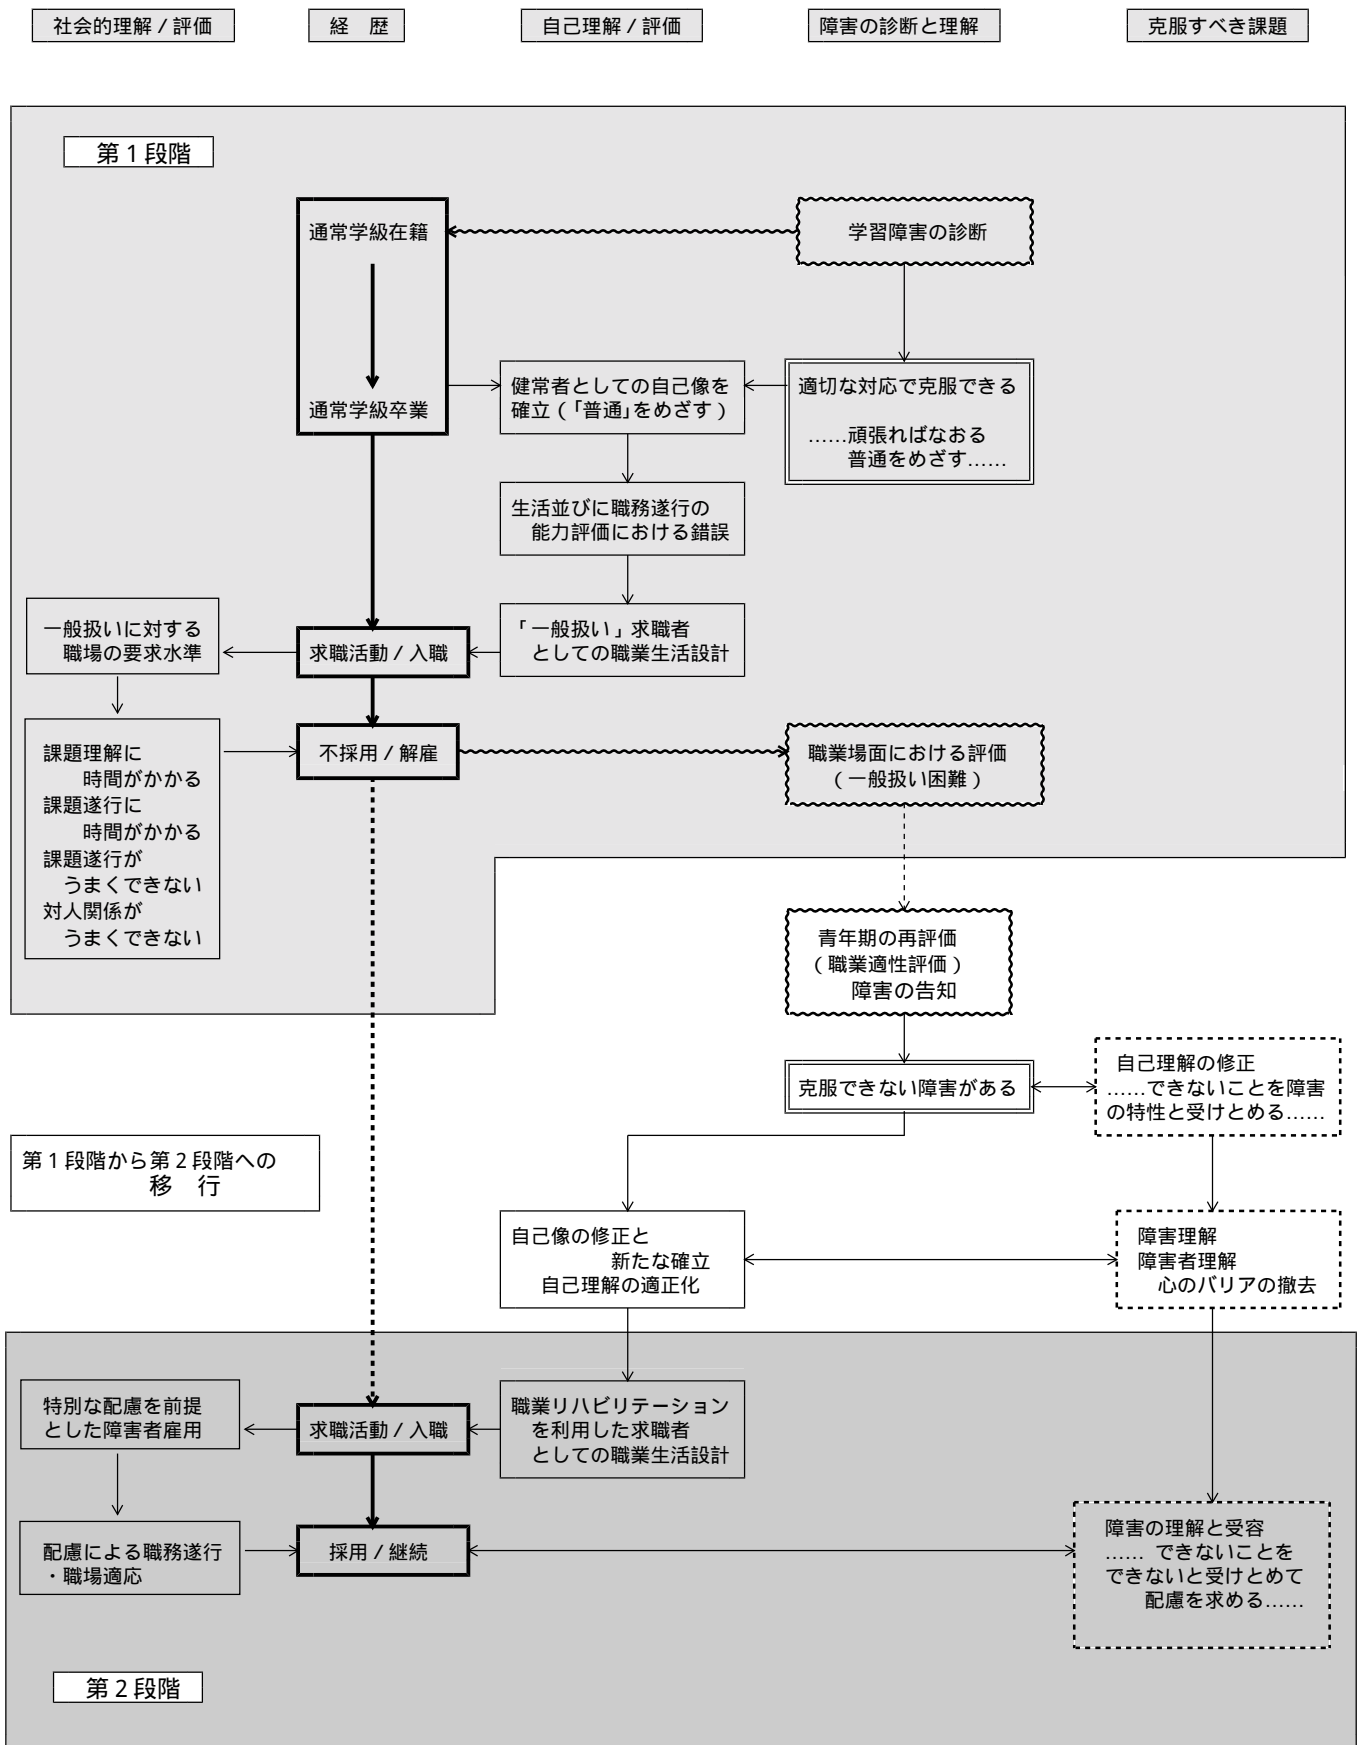 社会的理解 / 評価
経　歴
自己理解 / 評価
障害の診断と理解
克服すべき課題
第１段階
通常学級在籍
学習障害の診断
通常学級卒業
健常者としての自己像を
確立（「普通」をめざす）
適切な対応で克服できる
……頑張ればなおる
普通をめざす……
生活並びに職務遂行の
能力評価における錯誤
一般扱いに対する
職場の要求水準
求職活動 / 入職
「一般扱い」求職者
としての職業生活設計
課題理解に
時間がかかる
課題遂行に
時間がかかる
課題遂行が
うまくできない
対人関係が
うまくできない
不採用 / 解雇
職業場面における評価
（一般扱い困難）
青年期の再評価
（職業適性評価）
障害の告知
克服できない障害がある
自己理解の修正
……できないことを障害
の特性と受けとめる……
第１段階から第２段階への
移　行
自己像の修正と
新たな確立
自己理解の適正化
障害理解
障害者理解
心のバリアの撤去
特別な配慮を前提
とした障害者雇用
求職活動 / 入職
職業リハビリテーション
を利用した求職者
としての職業生活設計
配慮による職務遂行
・職場適応
採用 / 継続
障害の理解と受容
…… できないことを
できないと受けとめて
配慮を求める……
第２段階